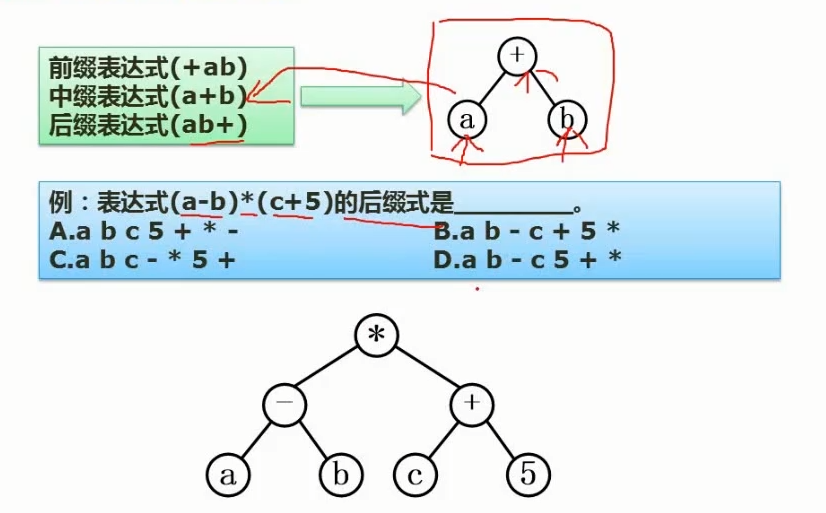 前缀表达式(+ab)
中缀表达式(a+b)
后缀表达式(ab+)
+
a b
例：表达式(a-b)*(c+5)的后缀式是________。
A.a b c 5 + * - B.a b - c + 5 *
C.a b c - * 5 + D.a b - c 5 + *
*
− +
a b c 5